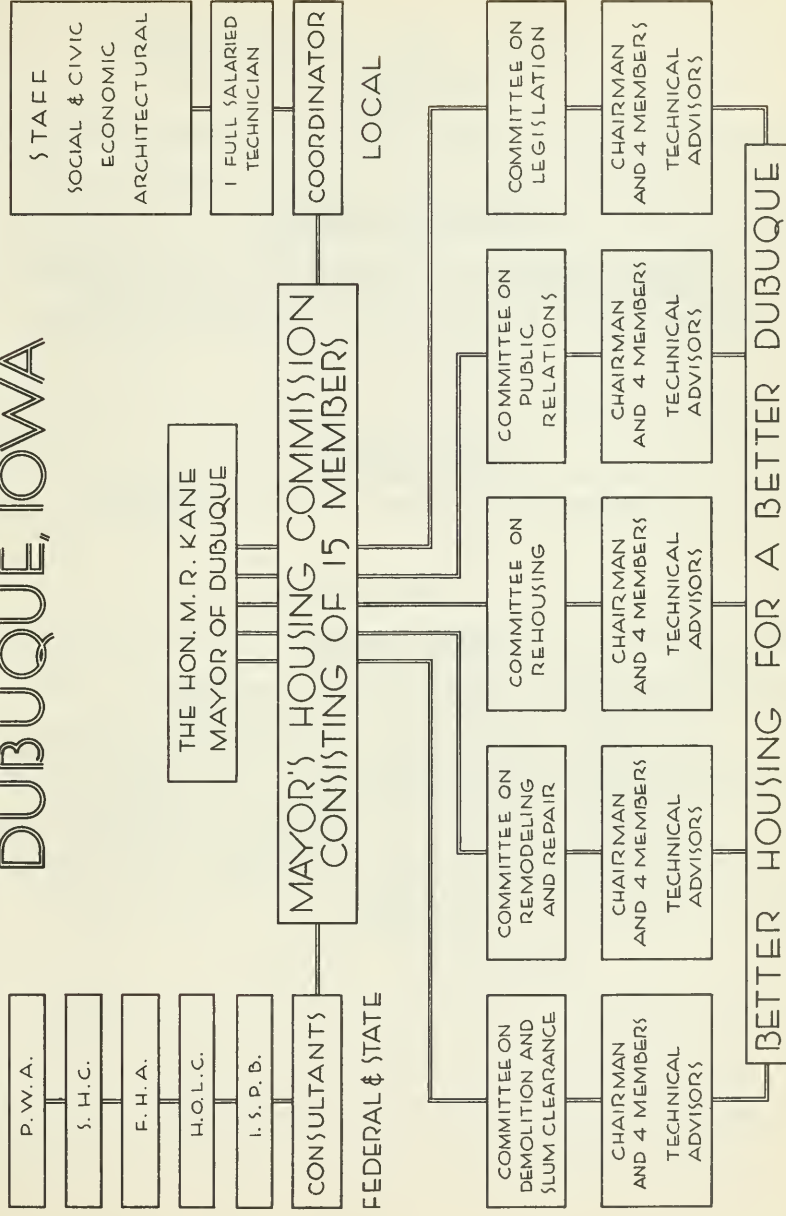 DUBUQUE, IOWA
P. W. A.
S. H. C.
F. H. A.
H.O.L.C.
I. S. P. B.
CONSULTANTS
FEDERAL & STATE
THE HON. M. R. KANE
MAYOR OF DUBUQUE
MAYOR'S HOUSING COMMISSION
CONSISTING OF 15 MEMBERS
STAFF
SOCIAL & CIVIC
ECONOMIC
ARCHITECTURAL
1 FULL SALARIED
TECHNICIAN
COORDINATOR
LOCAL
COMMITTEE ON
DEMOLITION AND
SLUM CLEARANCE
CHAIRMAN
AND 4 MEMBERS
TECHNICAL
ADVISORS
COMMITTEE ON
REMODELING
AND REPAIR
CHAIRMAN
AND 4 MEMBERS
TECHNICAL
ADVISORS
COMMITTEE ON
REHOUSING
CHAIRMAN
AND 4 MEMBERS
TECHNICAL
ADVISORS
COMMITTEE ON
PUBLIC
RELATIONS
CHAIRMAN
AND 4 MEMBERS
TECHNICAL
ADVISORS
COMMITTEE ON
LEGISLATION
CHAIRMAN
AND 4 MEMBERS
TECHNICAL
ADVISORS
BETTER HOUSING FOR A BETTER DUBUQUE